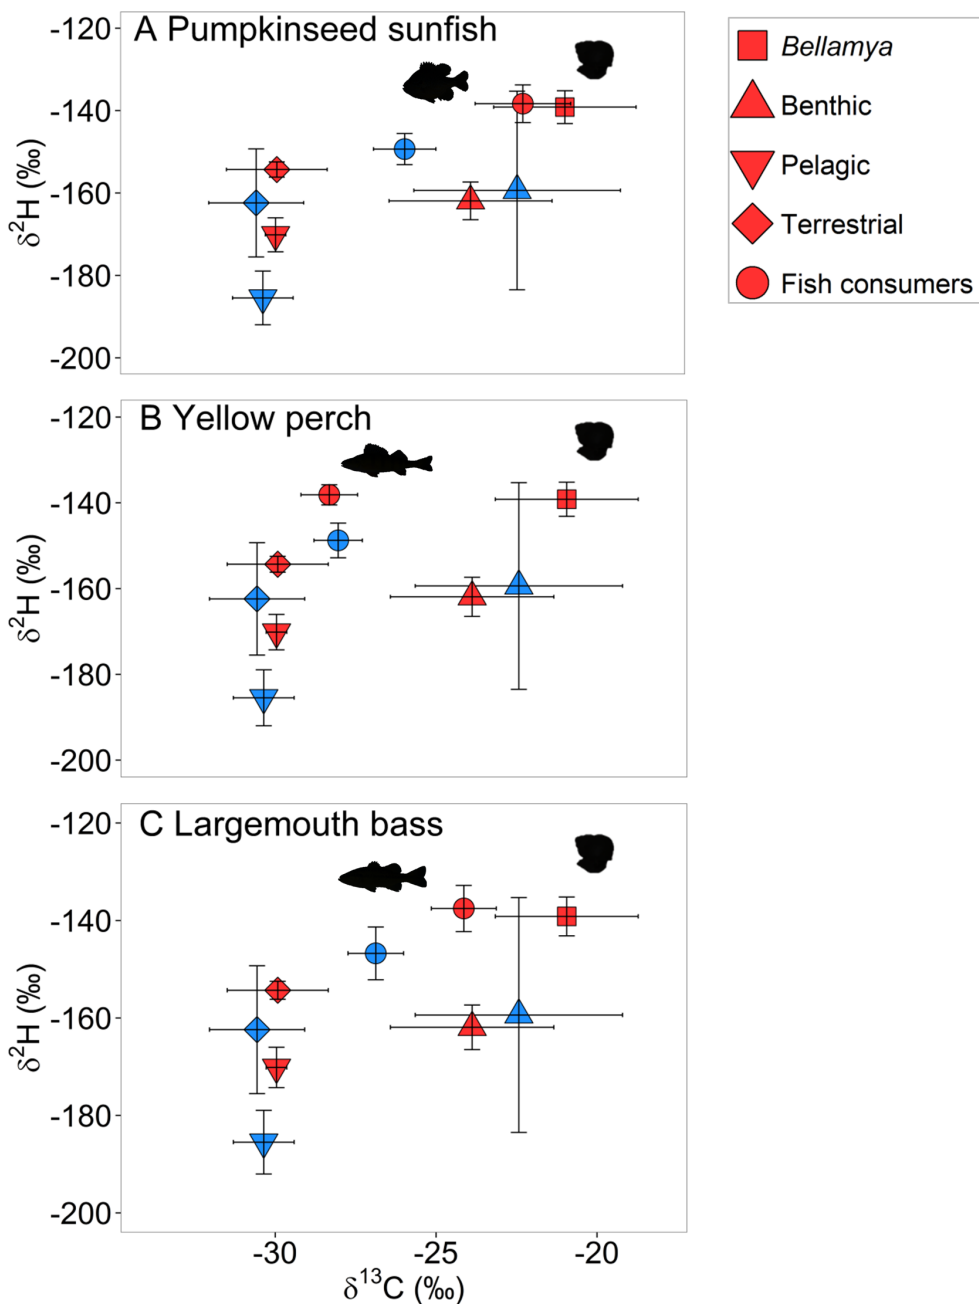 A Pumpkinseed sunfish
-120
-140
-160
-180
-200
δ²H (‰)
Bellamya
Benthic
Pelagic
Terrestrial
Fish consumers
B Yellow perch
-120
-140
-160
-180
-200
δ²H (‰)
C Largemouth bass
-120
-140
-160
-180
-200
δ²H (‰)
-30 -25 -20
δ¹³C (‰)